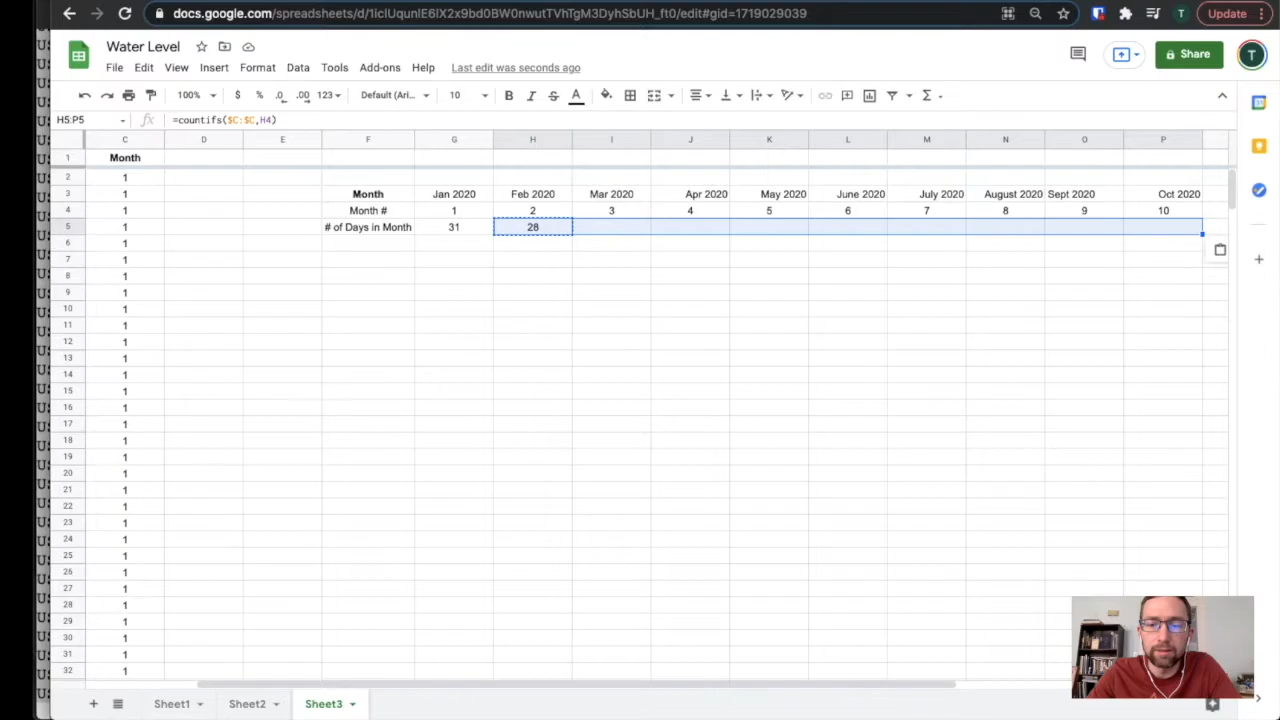 docs.google.com/spreadsheets/d/1iclUqunlE6lX2x9bd0BW0nwutTVhTgM3DyhSbUH_ft0/edit#gid=1719029039
T
Update
Water Level
File Edit View Insert Format Data Tools Add-ons Help Last edit was seconds ago
Share
T
100% $ % .0 .00 123 Default (Ari... 10 B I S A Σ
H5:P5 fx =countifs($C:$C,H4)
C D E F G H I J K L M N O P
1 Month
2 1
3 1 Month Jan 2020 Feb 2020 Mar 2020 Apr 2020 May 2020 June 2020 July 2020 August 2020 Sept 2020 Oct 2020
4 1 Month # 1 2 3 4 5 6 7 8 9 10
5 1 # of Days in Month 31 28
6 1
7 1
8 1
9 1
10 1
11 1
12 1
13 1
14 1
15 1
16 1
17 1
18 1
19 1
20 1
21 1
22 1
23 1
24 1
25 1
26 1
27 1
28 1
29 1
30 1
31 1
32 1
Sheet1 Sheet2 Sheet3